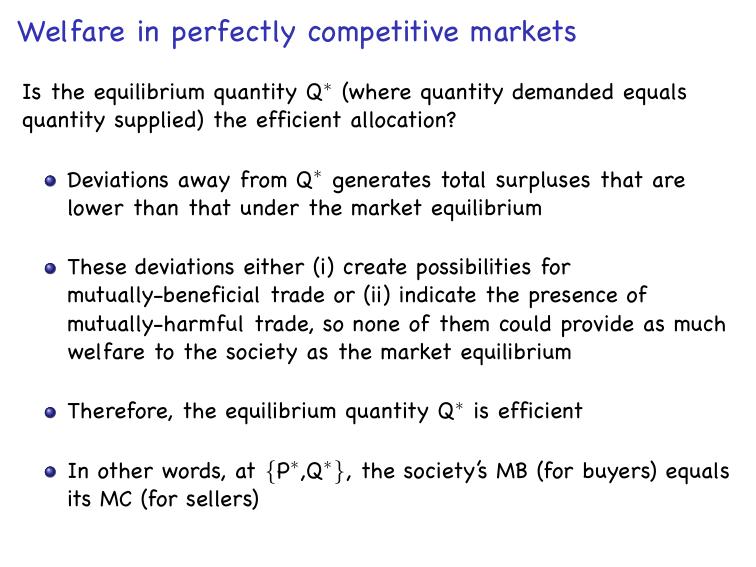 Welfare in perfectly competitive markets
Is the equilibrium quantity Q* (where quantity demanded equals
quantity supplied) the efficient allocation?
Deviations away from Q* generates total surpluses that are
lower than that under the market equilibrium
These deviations either (i) create possibilities for
mutually-beneficial trade or (ii) indicate the presence of
mutually-harmful trade, so none of them could provide as much
welfare to the society as the market equilibrium
Therefore, the equilibrium quantity Q* is efficient
In other words, at {P*,Q*}, the society's MB (for buyers) equals
its MC (for sellers)